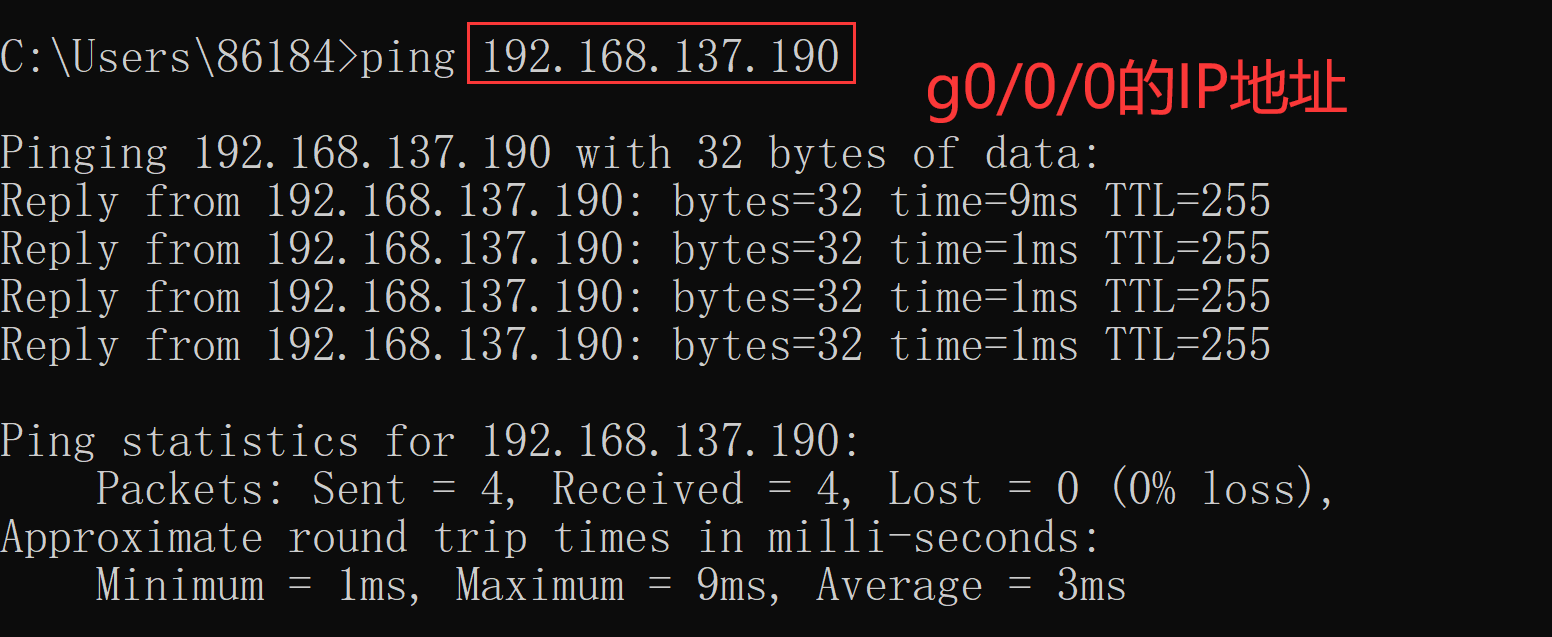 C:\Users\86184>ping 192.168.137.190
g0/0/0的IP地址
Pinging 192.168.137.190 with 32 bytes of data:
Reply from 192.168.137.190: bytes=32 time=9ms TTL=255
Reply from 192.168.137.190: bytes=32 time=1ms TTL=255
Reply from 192.168.137.190: bytes=32 time=1ms TTL=255
Reply from 192.168.137.190: bytes=32 time=1ms TTL=255
Ping statistics for 192.168.137.190:
Packets: Sent = 4, Received = 4, Lost = 0 (0% loss),
Approximate round trip times in milli-seconds:
Minimum = 1ms, Maximum = 9ms, Average = 3ms